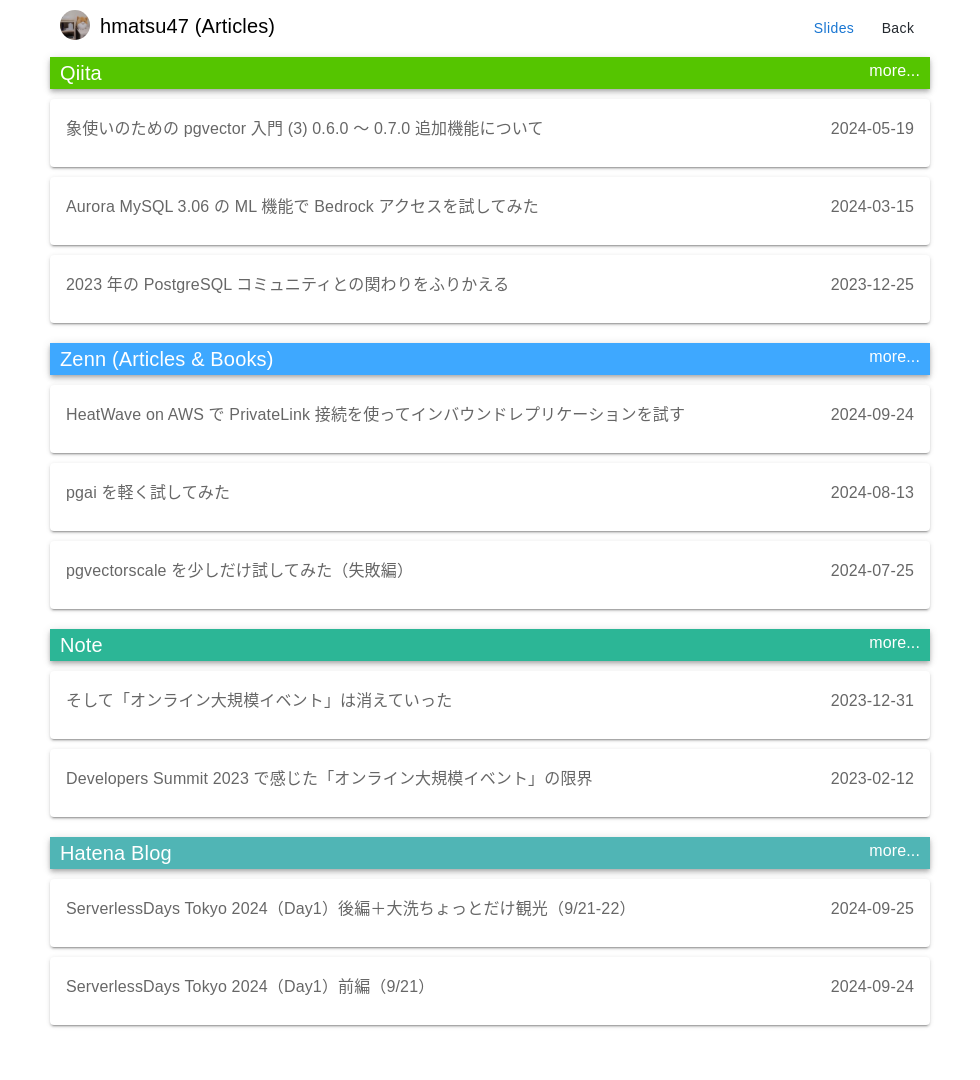 hmatsu47 (Articles)
Slides
Back
Qiita
more...
象使いのための pgvector 入門 (3) 0.6.0 〜 0.7.0 追加機能について
2024-05-19
Aurora MySQL 3.06 の ML 機能で Bedrock アクセスを試してみた
2024-03-15
2023 年の PostgreSQL コミュニティとの関わりをふりかえる
2023-12-25
Zenn (Articles & Books)
more...
HeatWave on AWS で PrivateLink 接続を使ってインバウンドレプリケーションを試す
2024-09-24
pgai を軽く試してみた
2024-08-13
pgvectorscale を少しだけ試してみた（失敗編）
2024-07-25
Note
more...
そして「オンライン大規模イベント」は消えていった
2023-12-31
Developers Summit 2023 で感じた「オンライン大規模イベント」の限界
2023-02-12
Hatena Blog
more...
ServerlessDays Tokyo 2024（Day1）後編＋大洗ちょっとだけ観光（9/21-22）
2024-09-25
ServerlessDays Tokyo 2024（Day1）前編（9/21）
2024-09-24